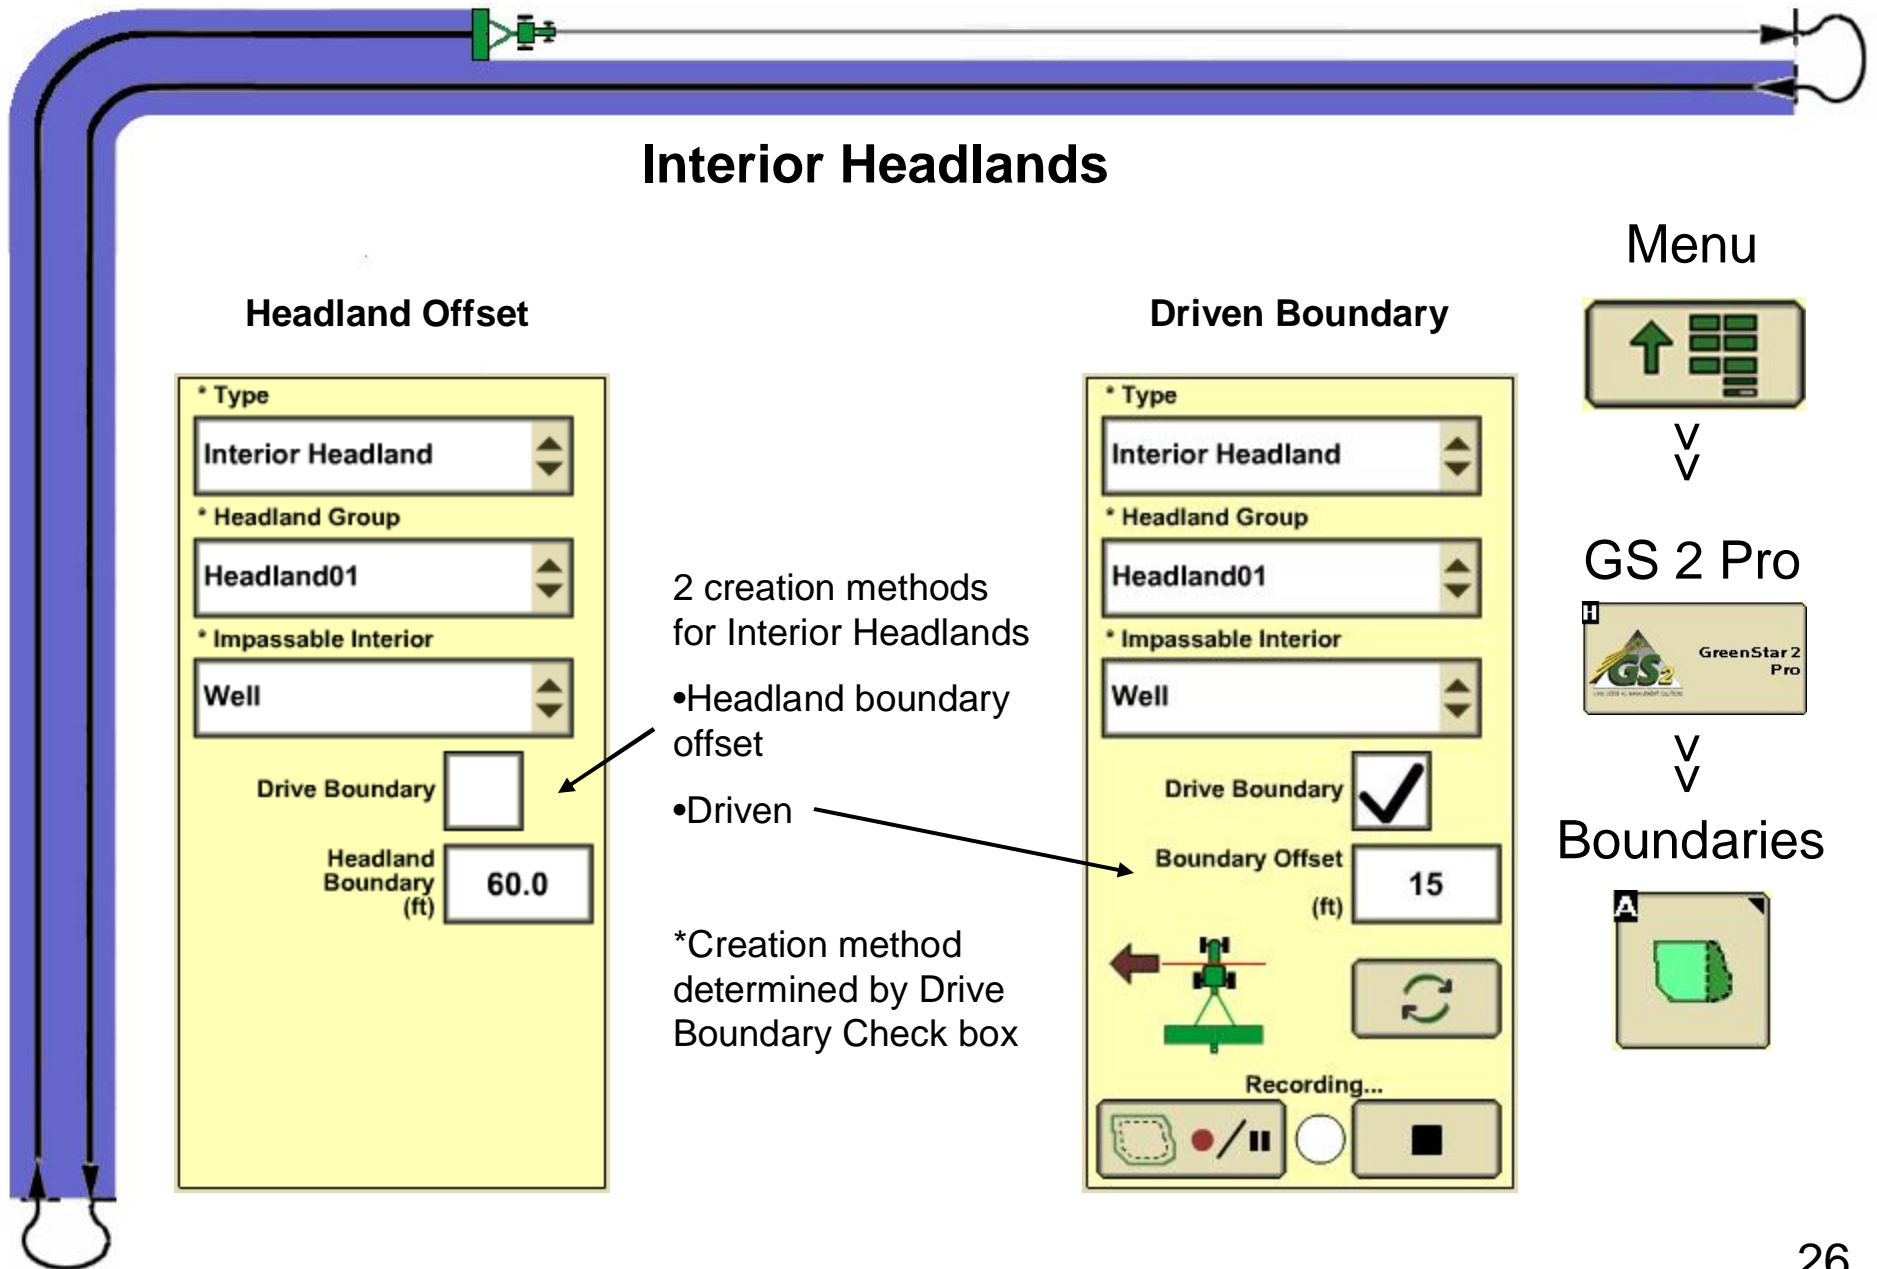 Interior Headlands
Headland Offset
* Type
Interior Headland
* Headland Group
Headland01
* Impassable Interior
Well
Drive Boundary
Headland
Boundary
(ft)
60.0
2 creation methods
for Interior Headlands
•Headland boundary
offset
•Driven
*Creation method
determined by Drive
Boundary Check box
Driven Boundary
* Type
Interior Headland
* Headland Group
Headland01
* Impassable Interior
Well
Drive Boundary
Boundary Offset
(ft)
15
Recording...
Menu
>>
GS 2 Pro
H
GS2
GreenStar 2
Pro
>>
Boundaries
A
26